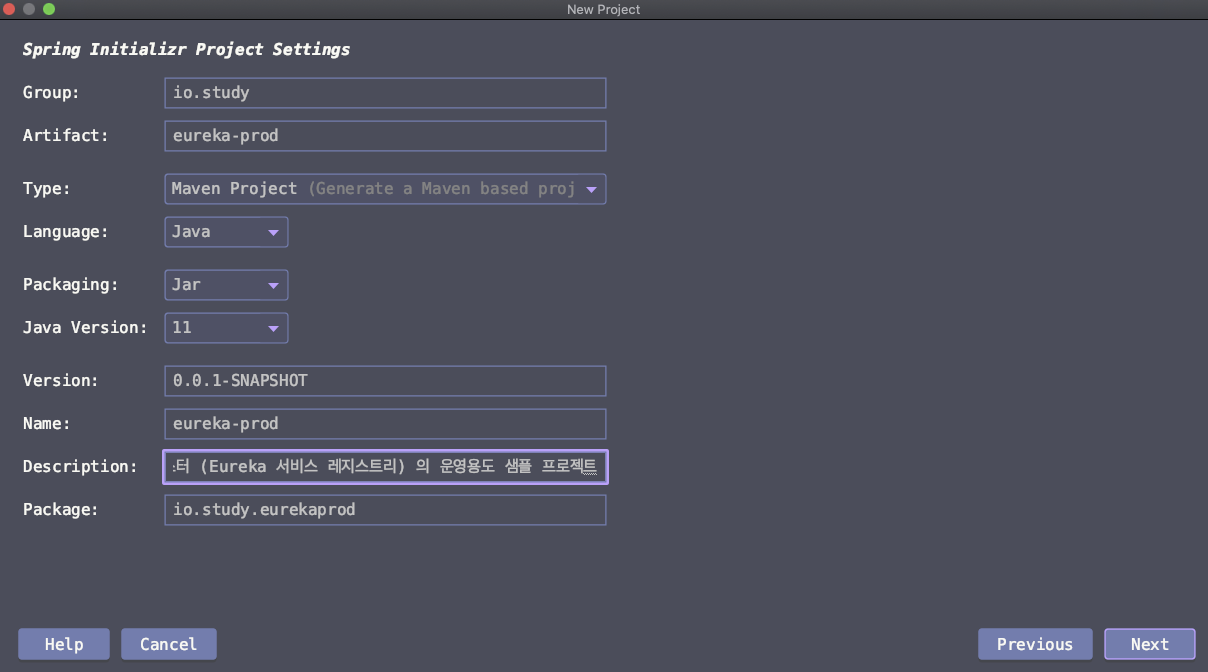 New Project
Spring Initializr Project Settings
Group: io.study
Artifact: eureka-prod
Type: Maven Project (Generate a Maven based proj
Language: Java
Packaging: Jar
Java Version: 11
Version: 0.0.1-SNAPSHOT
Name: eureka-prod
Description: 터 (Eureka 서비스 레지스트리) 의 운영용도 샘플 프로젝트
Package: io.study.eurekaprod
Help Cancel Previous Next